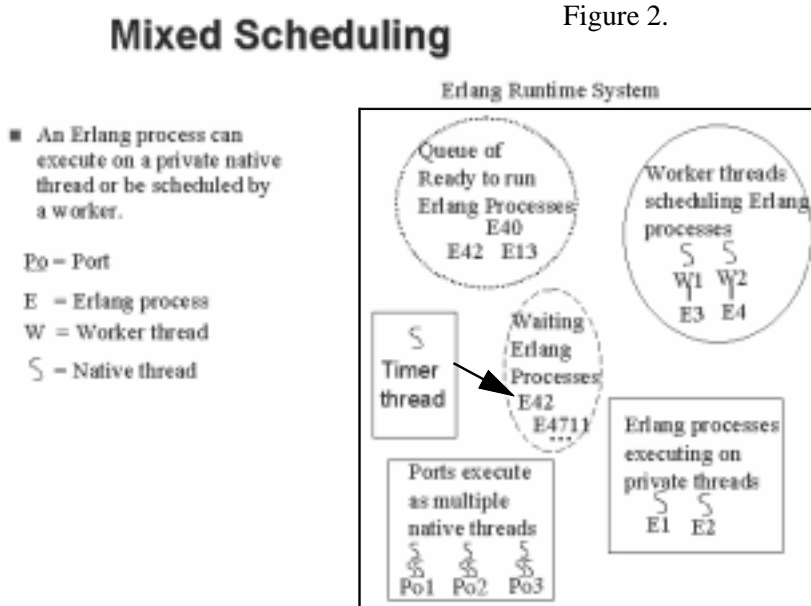 Figure 2.
Mixed Scheduling
Erlang Runtime System
An Erlang process can
execute on a private native
thread or be scheduled by
a worker.
Po = Port
E = Erlang process
W = Worker thread
S = Native thread
Queue of
Ready to run
Erlang Processes
E40
E42 E13
Worker threads
scheduling Erlang
processes
S S
W1 W2
E3 E4
S
Timer
thread
Waiting
Erlang
Processes
E42
E4711
...
Erlang processes
executing on
private threads
S S
E1 E2
Ports execute
as multiple
native threads
S S S
SS SS SS
Po1 Po2 Po3